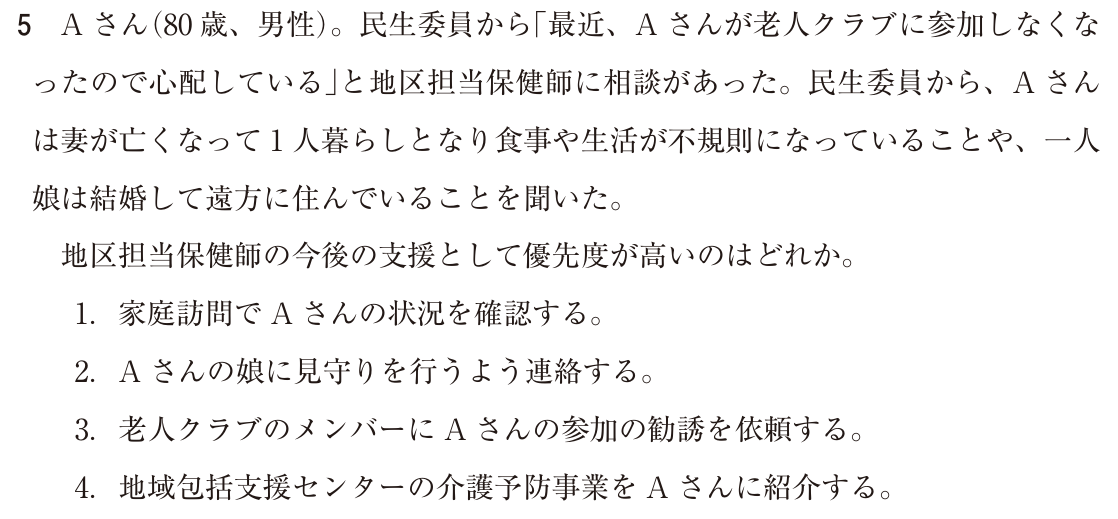 5 Aさん(80歳、男性)。民生委員から「最近、Aさんが老人クラブに参加しなくな
ったので心配している」と地区担当保健師に相談があった。民生委員から、Aさん
は妻が亡くなって1人暮らしとなり食事や生活が不規則になっていることや、一人
娘は結婚して遠方に住んでいることを聞いた。
地区担当保健師の今後の支援として優先度が高いのはどれか。
1. 家庭訪問でAさんの状況を確認する。
2. Aさんの娘に見守りを行うよう連絡する。
3. 老人クラブのメンバーにAさんの参加の勧誘を依頼する。
4. 地域包括支援センターの介護予防事業をAさんに紹介する。